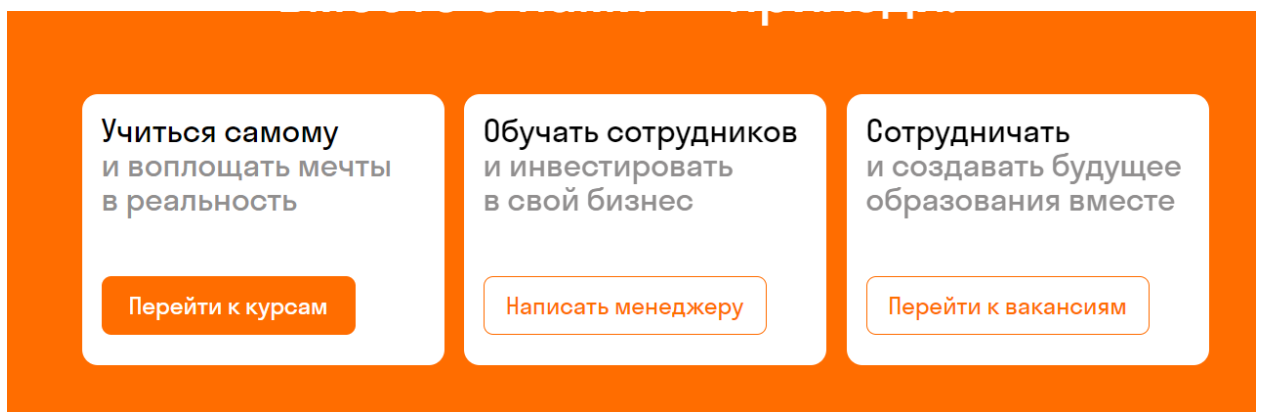 Учиться самому
и воплощать мечты
в реальность
Перейти к курсам
Обучать сотрудников
и инвестировать
в свой бизнес
Написать менеджеру
Сотрудничать
и создавать будущее
образования вместе
Перейти к вакансиям